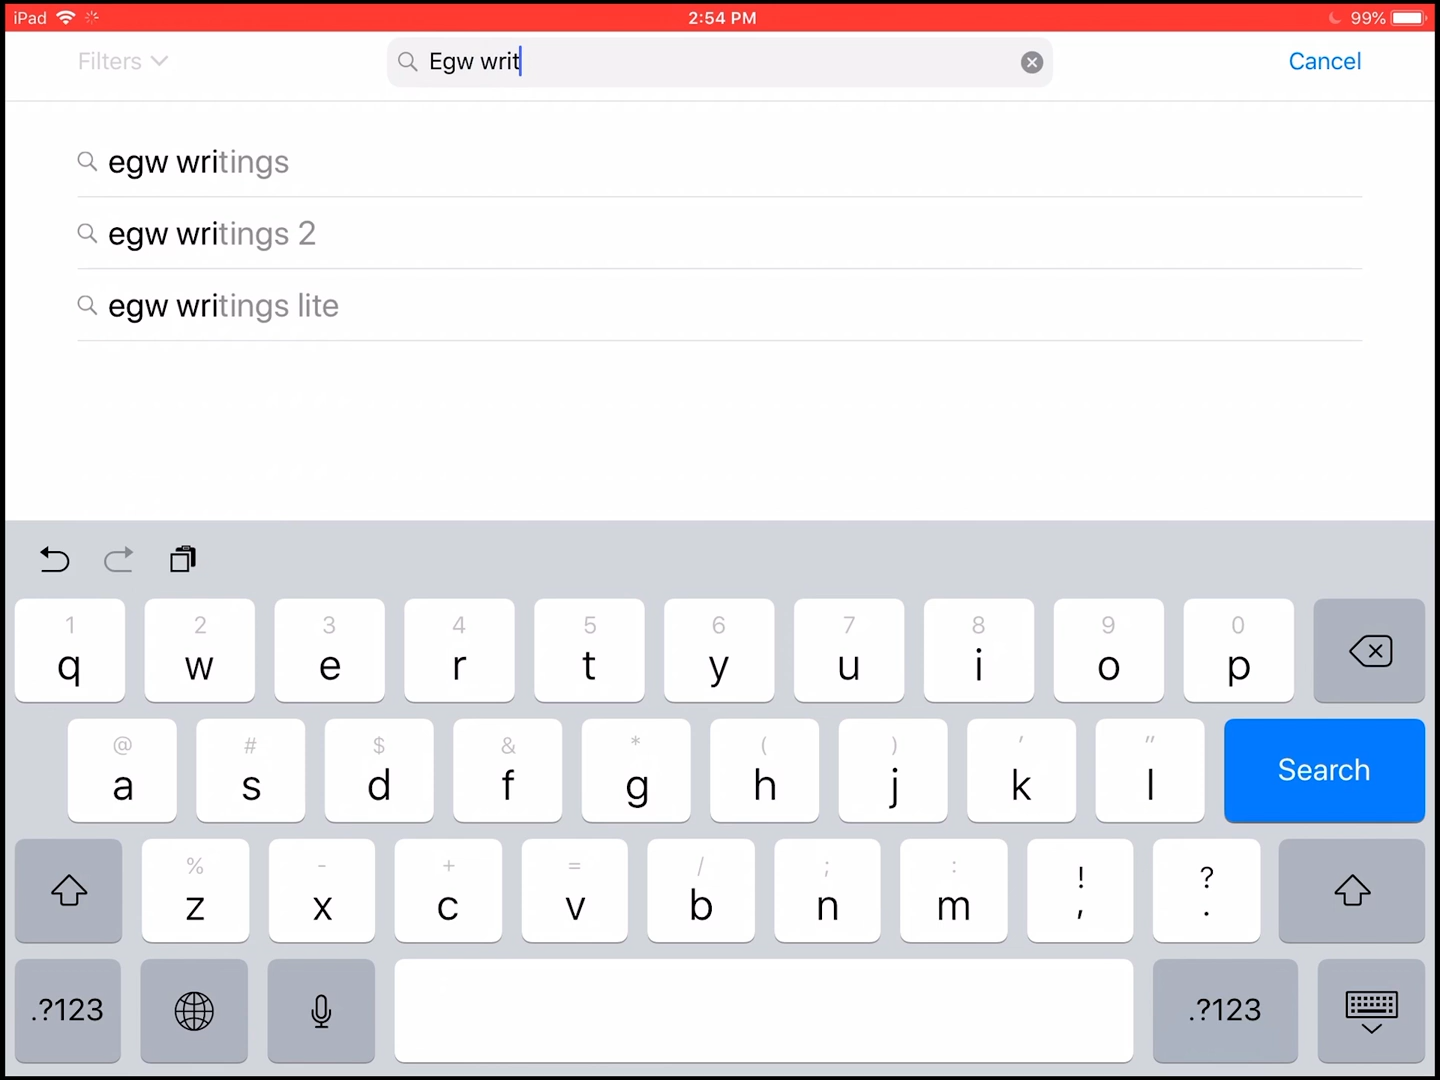 iPad 2:54 PM 99%
Filters Egw writ Cancel
egw writings
egw writings 2
egw writings lite
1 2 3 4 5 6 7 8 9 0
q w e r t y u i o p
@ # $ & * ( ) ' "
a s d f g h j k l Search
% - + = / ; : ! ?
z x c v b n m , .
.?123 .?123